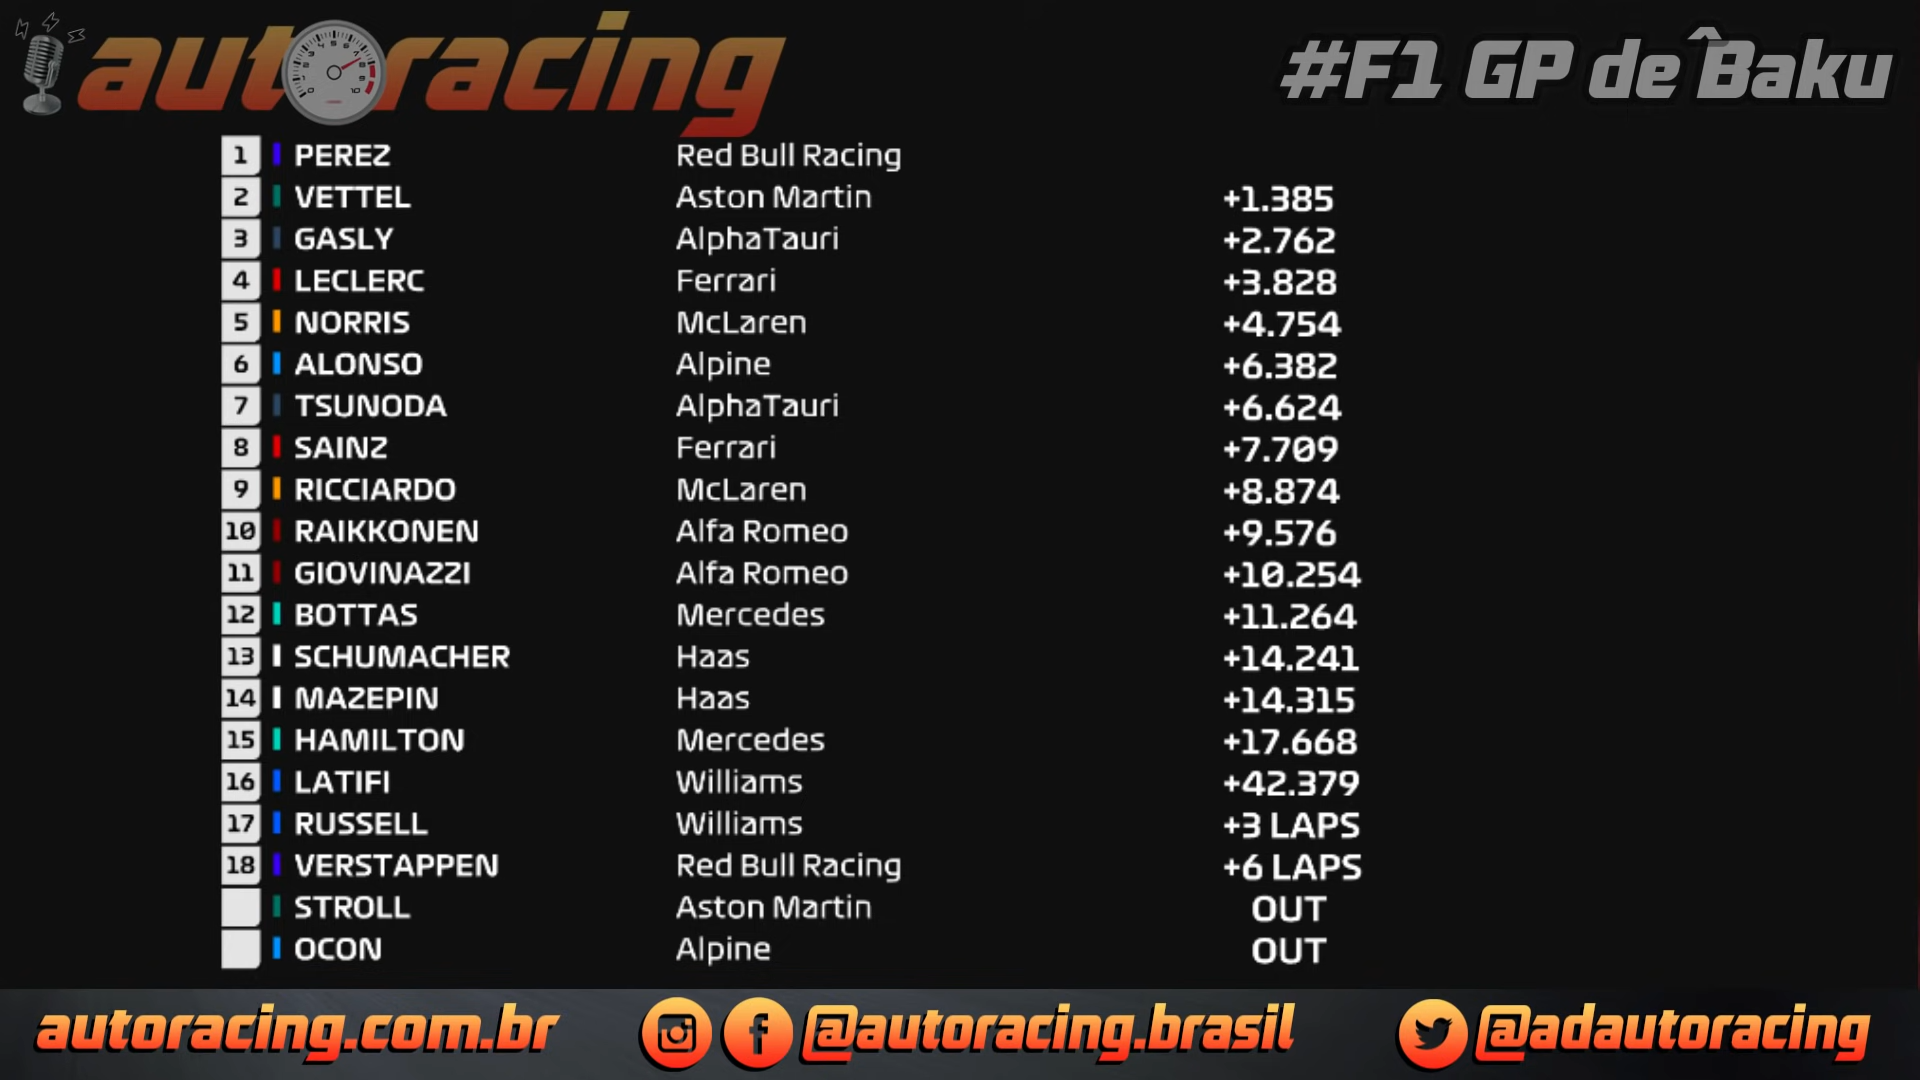 autoracing
#F1 GP de Baku
1 PEREZ Red Bull Racing
2 VETTEL Aston Martin +1.385
3 GASLY AlphaTauri +2.762
4 LECLERC Ferrari +3.828
5 NORRIS McLaren +4.754
6 ALONSO Alpine +6.382
7 TSUNODA AlphaTauri +6.624
8 SAINZ Ferrari +7.709
9 RICCIARDO McLaren +8.874
10 RAIKKONEN Alfa Romeo +9.576
11 GIOVINAZZI Alfa Romeo +10.254
12 BOTTAS Mercedes +11.264
13 SCHUMACHER Haas +14.241
14 MAZEPIN Haas +14.315
15 HAMILTON Mercedes +17.668
16 LATIFI Williams +42.379
17 RUSSELL Williams +3 LAPS
18 VERSTAPPEN Red Bull Racing +6 LAPS
STROLL Aston Martin OUT
OCON Alpine OUT
autoracing.com.br @autoracing.brasil @adautoracing